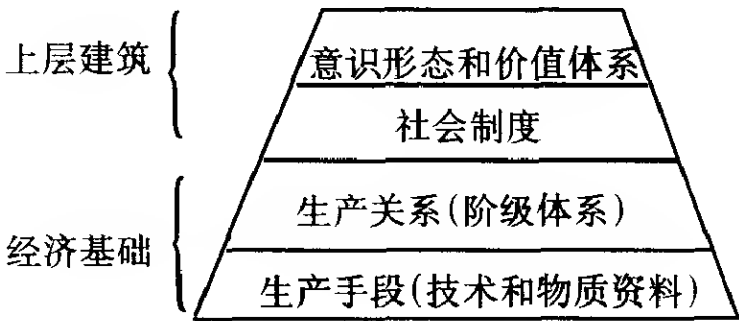 上层建筑
意识形态和价值体系
社会制度
经济基础
生产关系(阶级体系)
生产手段(技术和物质资料)